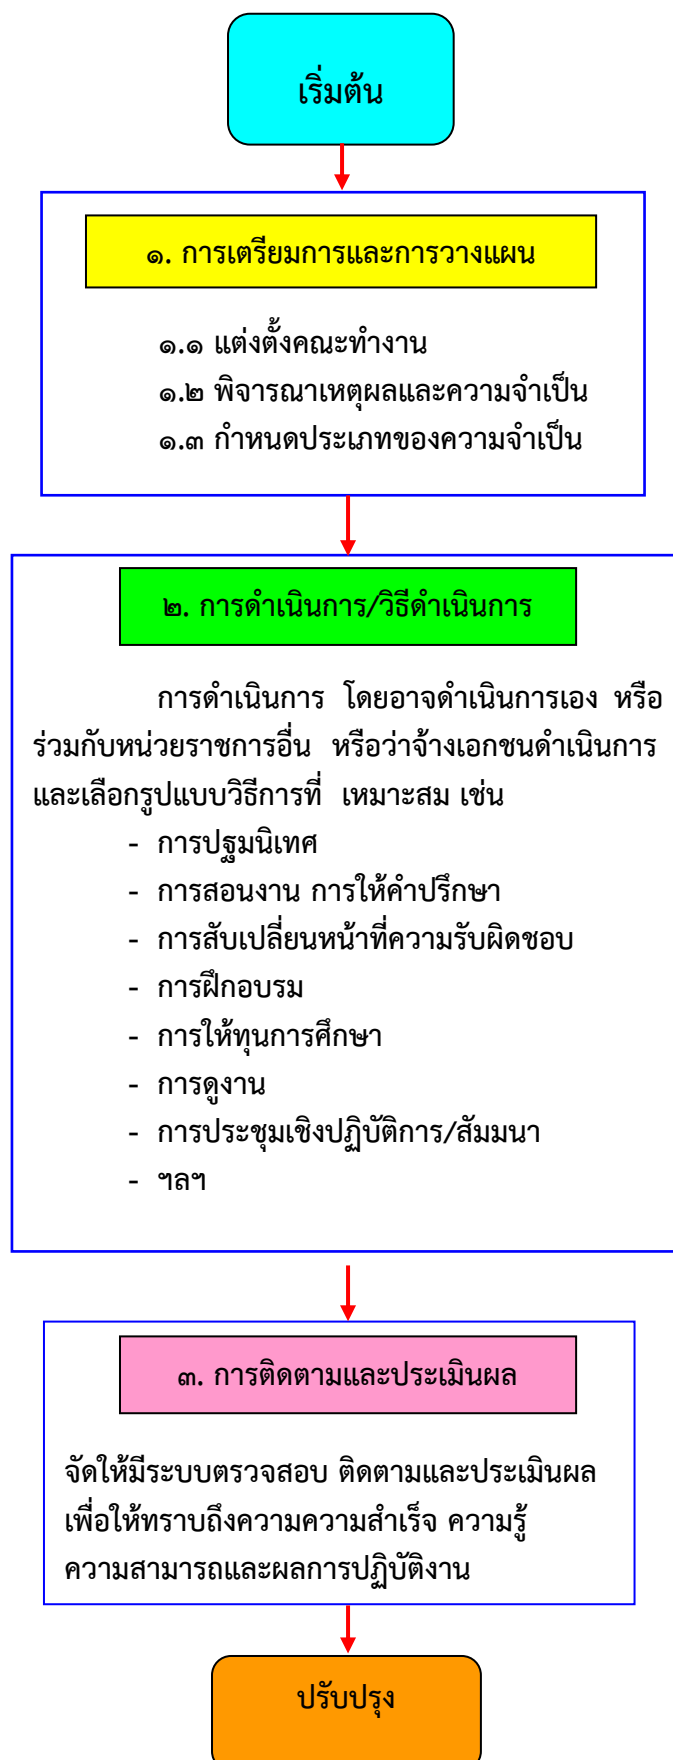 เริ่มต้น
๑. การเตรียมการและการวางแผน
๑.๑ แต่งตั้งคณะทำงาน
๑.๒ พิจารณาเหตุผลและความจำเป็น
๑.๓ กำหนดประเภทของความจำเป็น
๒. การดำเนินการ/วิธีดำเนินการ
การดำเนินการ โดยอาจดำเนินการเอง หรือ
ร่วมกับหน่วยราชการอื่น หรือว่าจ้างเอกชนดำเนินการ
และเลือกรูปแบบวิธีการที่ เหมาะสม เช่น
- การปฐมนิเทศ
- การสอนงาน การให้คำปรึกษา
- การสับเปลี่ยนหน้าที่ความรับผิดชอบ
- การฝึกอบรม
- การให้ทุนการศึกษา
- การดูงาน
- การประชุมเชิงปฏิบัติการ/สัมมนา
- ฯลฯ
๓. การติดตามและประเมินผล
จัดให้มีระบบตรวจสอบ ติดตามและประเมินผล
เพื่อให้ทราบถึงความความสำเร็จ ความรู้
ความสามารถและผลการปฏิบัติงาน
ปรับปรุง